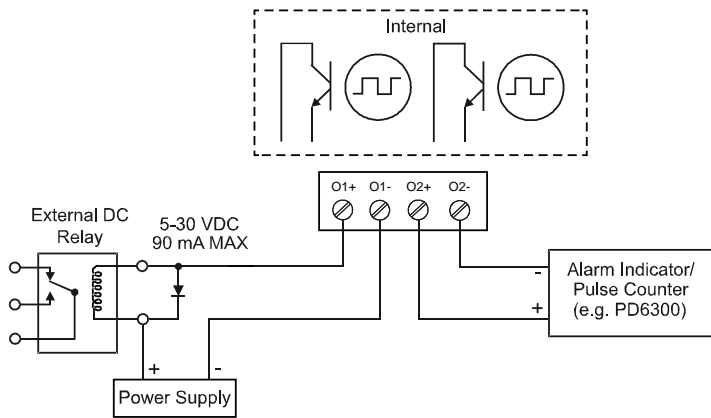 Internal
O1+ O1- O2+ O2-
External DC
Relay
5-30 VDC
90 mA MAX
-
+
Alarm Indicator/
Pulse Counter
(e.g. PD6300)
+ -
Power Supply